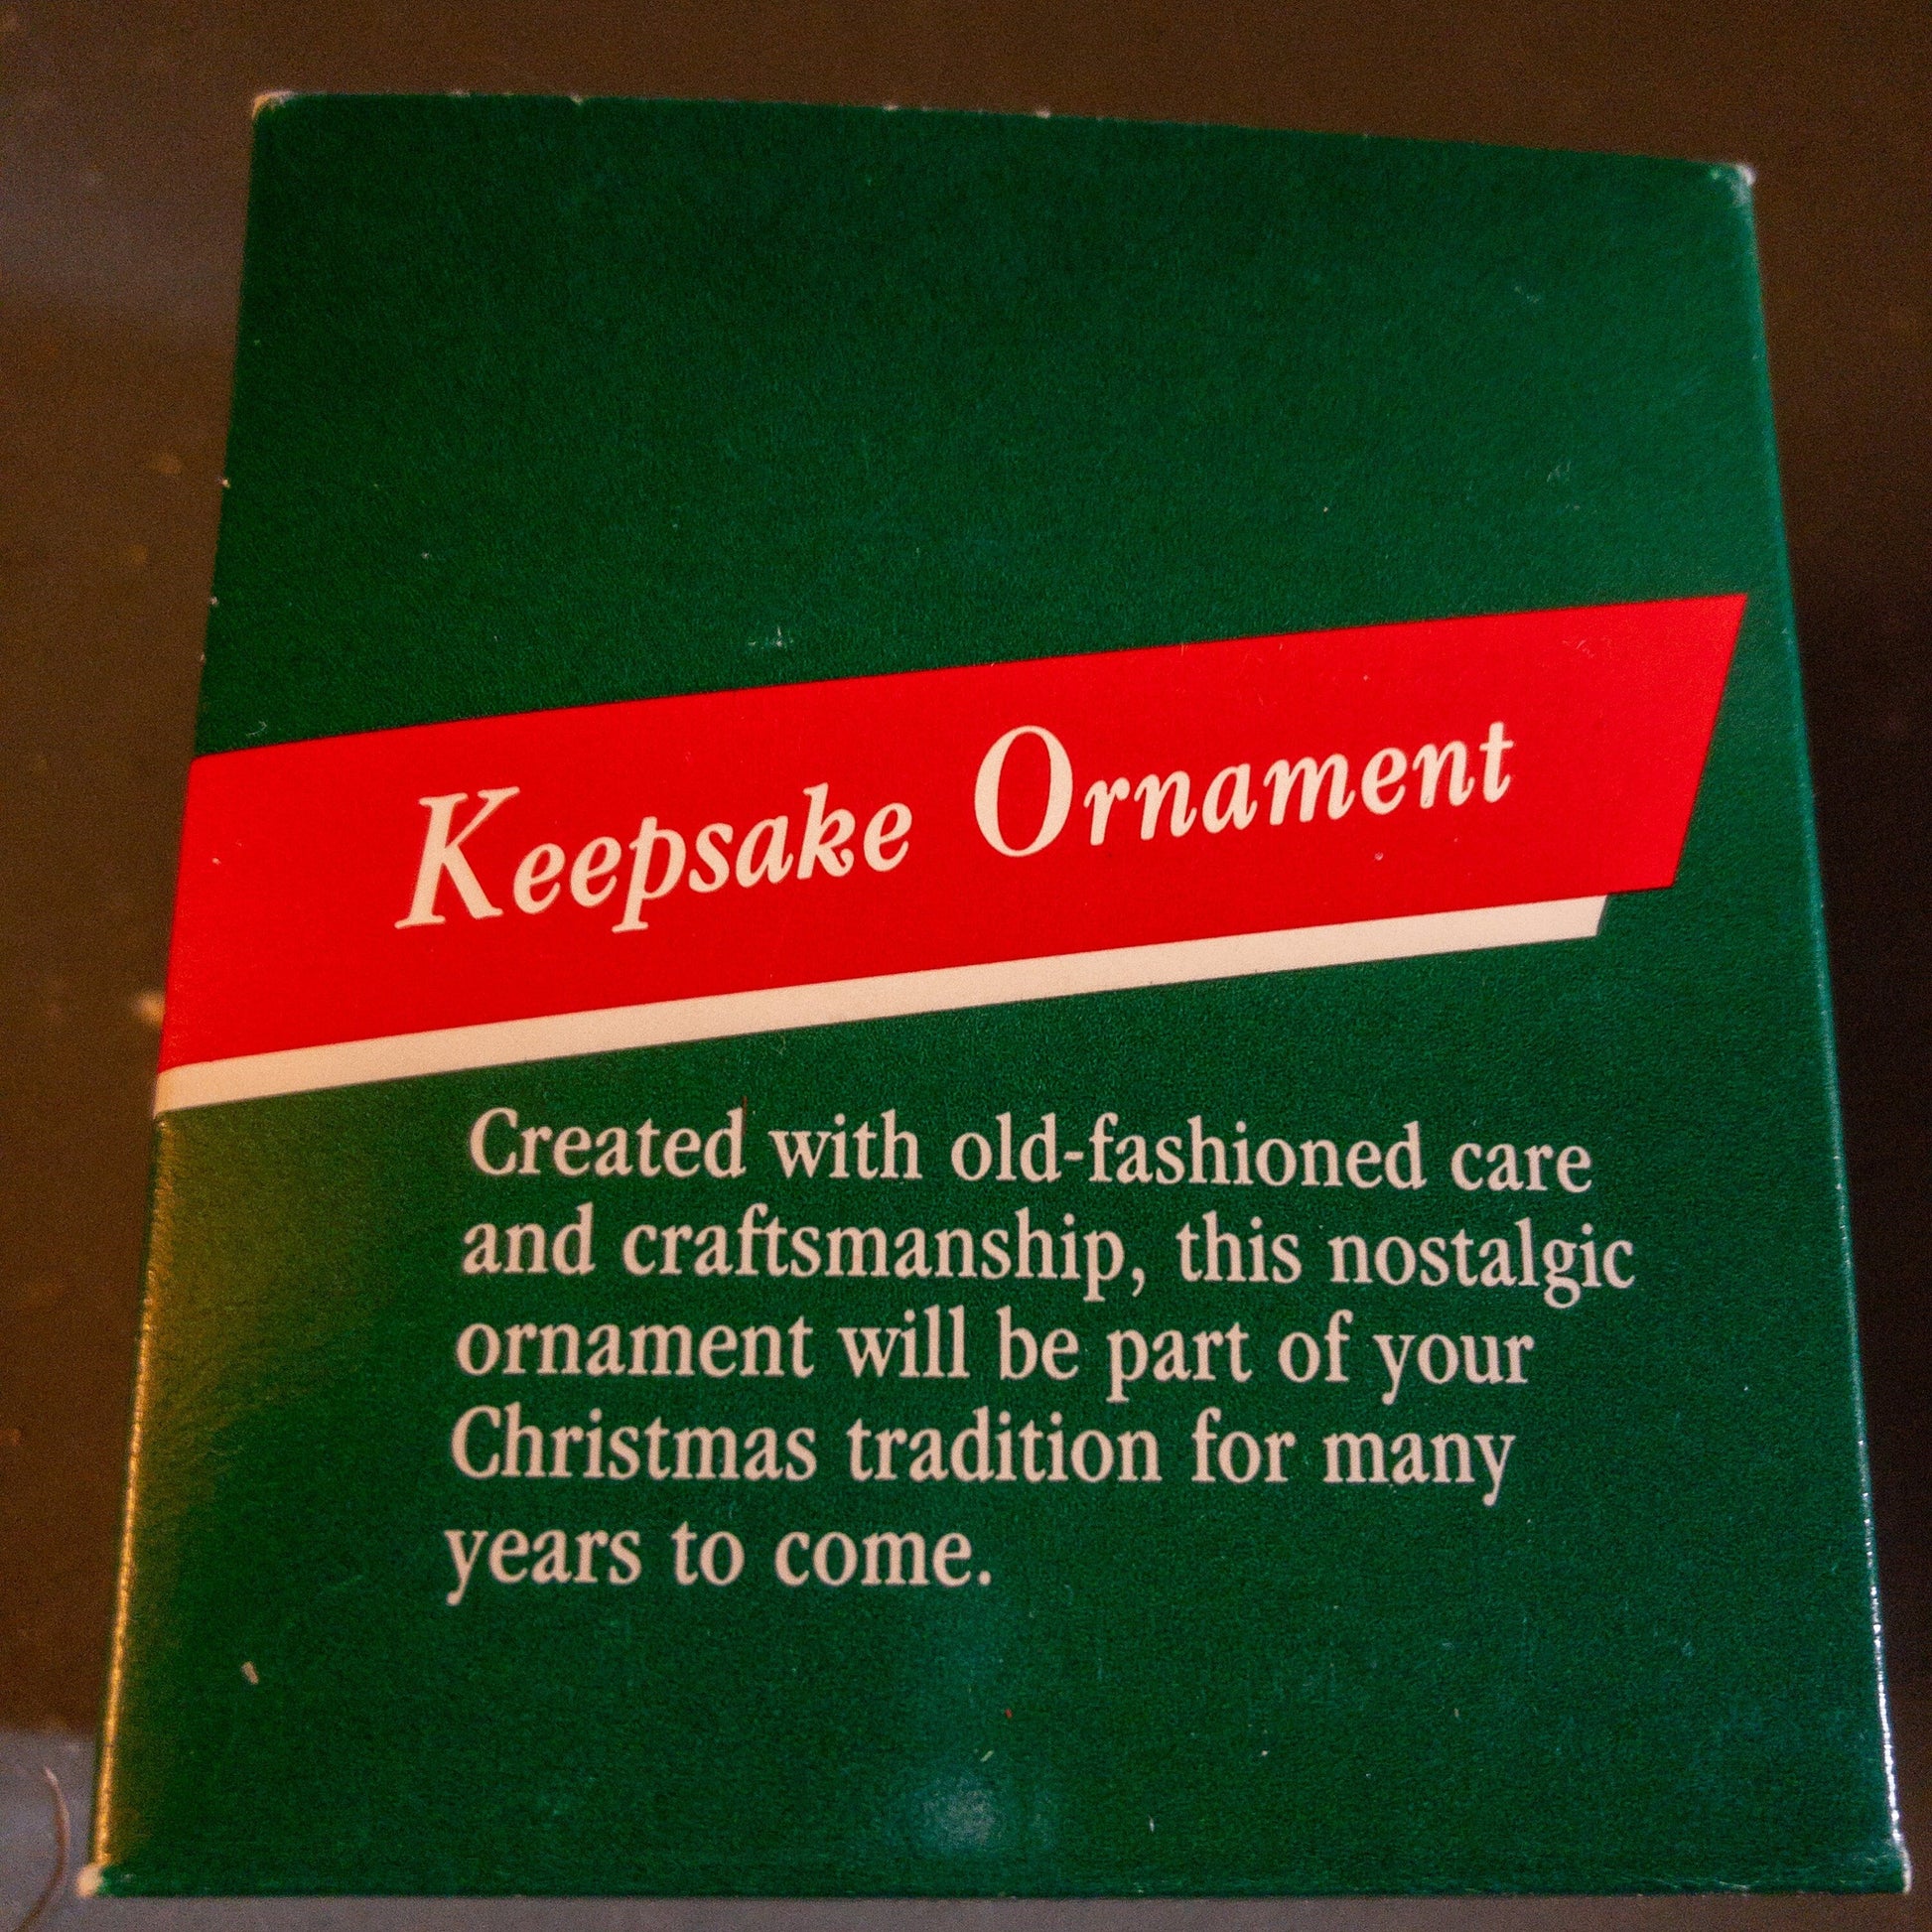 Keepsake Ornament
Created with old-fashioned care
and craftsmanship, this nostalgic
ornament will be part of your
Christmas tradition for many
years to come.